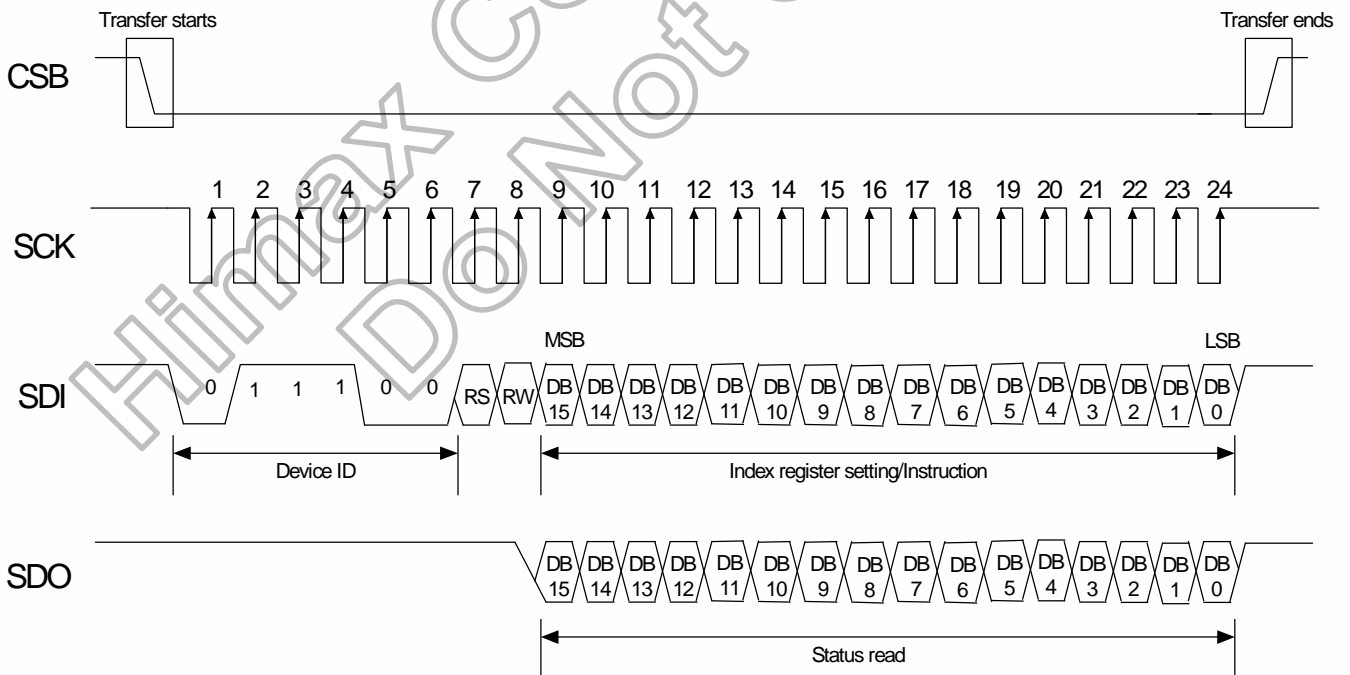 Transfer starts
Transfer ends
CSB
1 2 3 4 5 6 7 8 9 10 11 12 13 14 15 16 17 18 19 20 21 22 23 24
SCK
MSB
LSB
SDI
0 1 1 1 0 0 RS RW DB 15 DB 14 DB 13 DB 12 DB 11 DB 10 DB 9 DB 8 DB 7 DB 6 DB 5 DB 4 DB 3 DB 2 DB 1 DB 0
Device ID
Index register setting/Instruction
SDO
DB 15 DB 14 DB 13 DB 12 DB 11 DB 10 DB 9 DB 8 DB 7 DB 6 DB 5 DB 4 DB 3 DB 2 DB 1 DB 0
Status read
Himax
Do Not